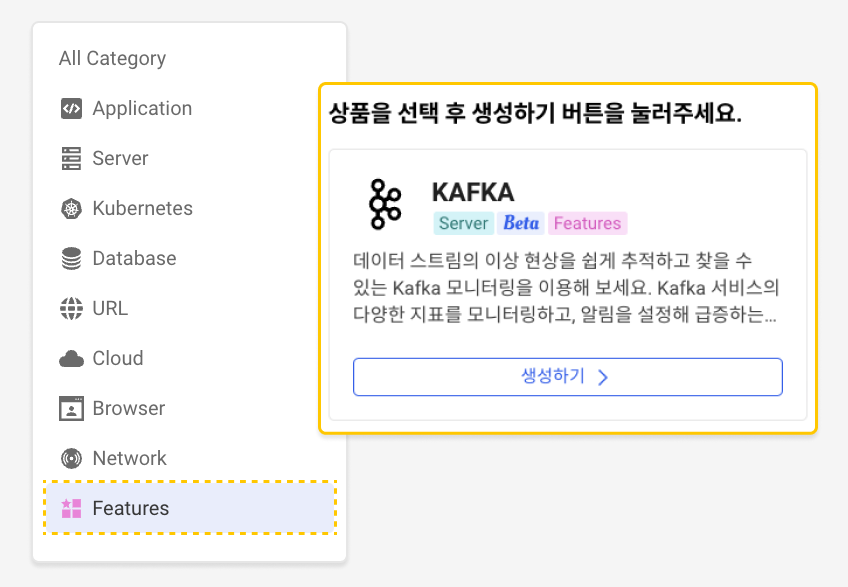 All Category
Application
Server
Kubernetes
Database
URL
Cloud
Browser
Network
Features
상품을 선택 후 생성하기 버튼을 눌러주세요.
KAFKA
Server Beta Features
데이터 스트림의 이상 현상을 쉽게 추적하고 찾을 수
있는 Kafka 모니터링을 이용해 보세요. Kafka 서비스의
다양한 지표를 모니터링하고, 알림을 설정해 급증하는...
생성하기